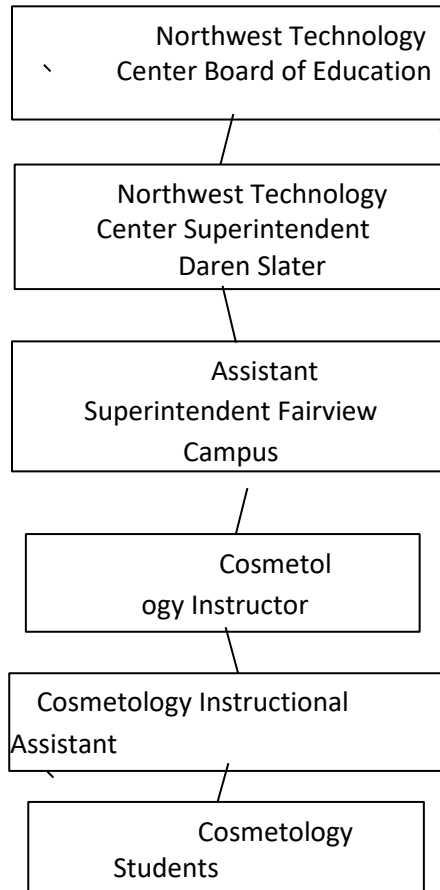 Northwest Technology
Center Board of Education
Northwest Technology
Center Superintendent
Daren Slater
Assistant
Superintendent Fairview
Campus
Cosmetol
ogy Instructor
Cosmetology Instructional
Assistant
Cosmetology
Students